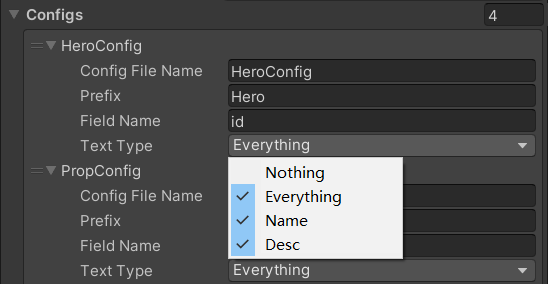 Configs 4
HeroConfig
Config File Name HeroConfig
Prefix Hero
Field Name id
Text Type Everything
Nothing
Everything
Name
Desc
PropConfig
Config File Name
Prefix
Field Name
Text Type Everything